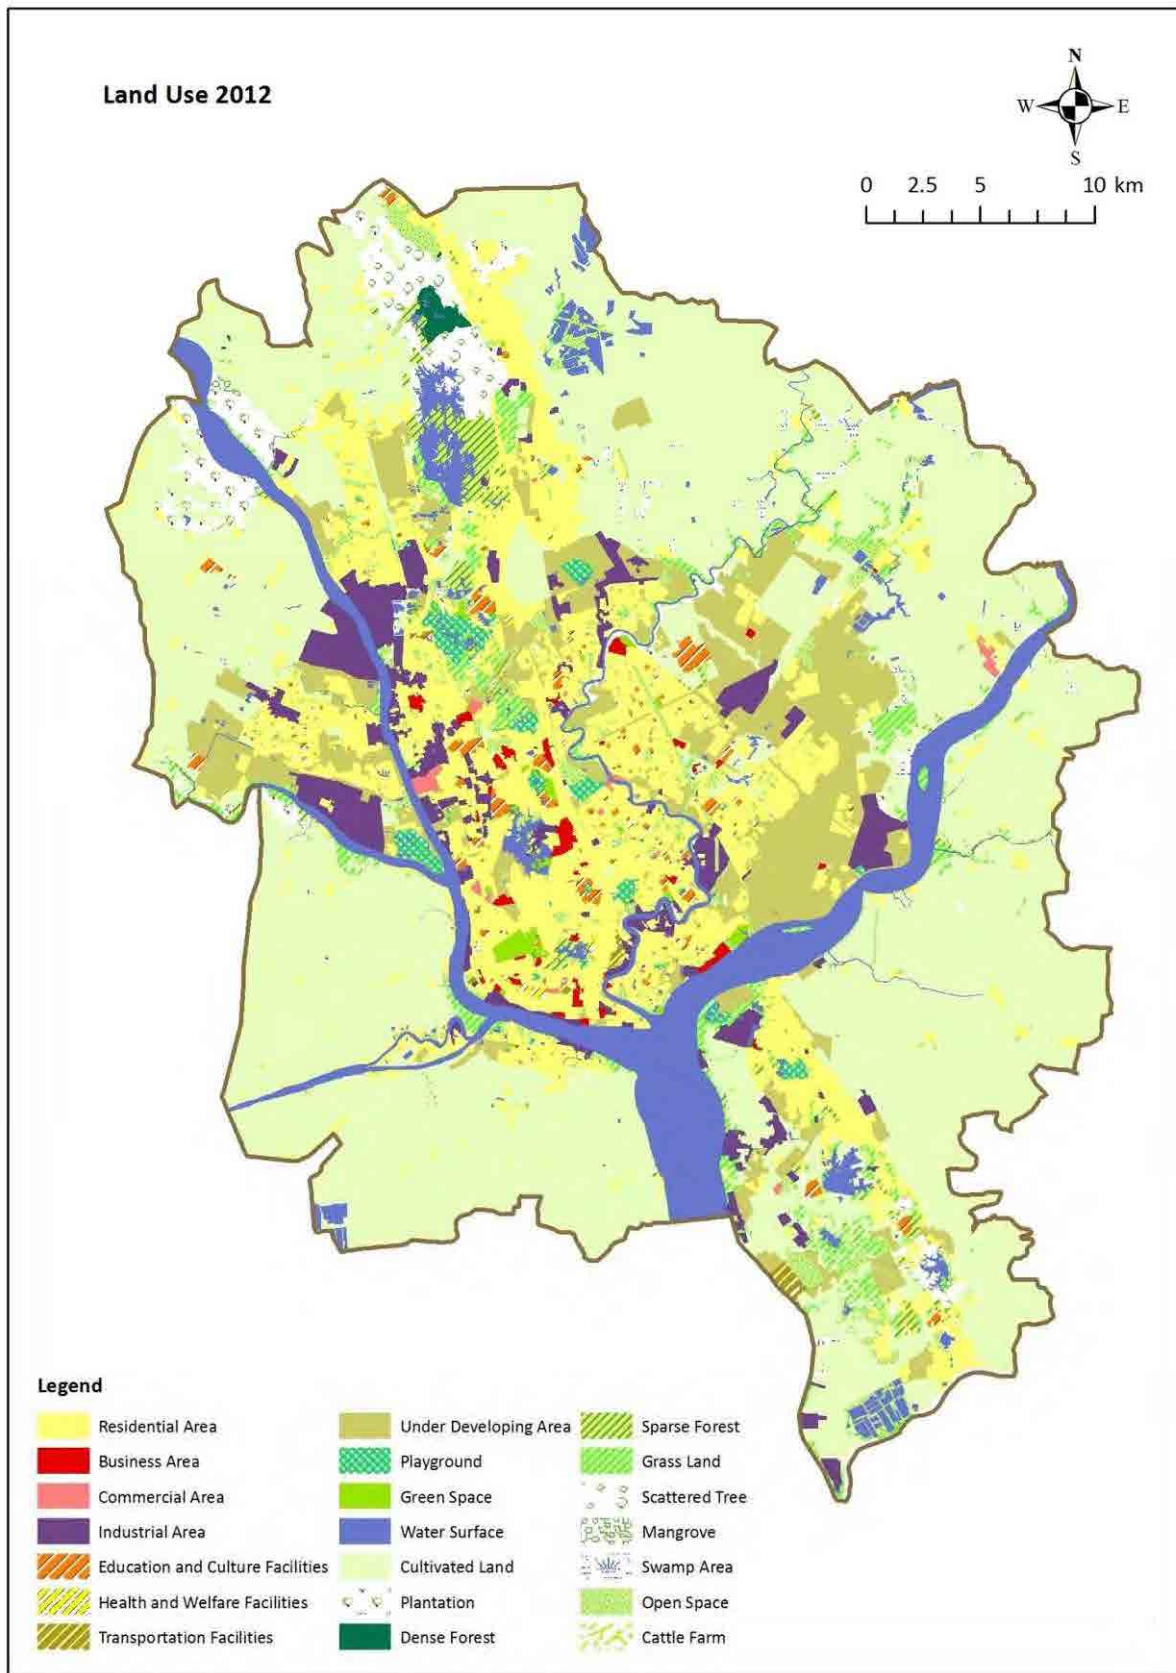 Land Use 2012
N
W E
S
0 2.5 5 10 km
Legend
Residential Area
Business Area
Commercial Area
Industrial Area
Education and Culture Facilities
Health and Welfare Facilities
Transportation Facilities
Under Developing Area
Playground
Green Space
Water Surface
Cultivated Land
Plantation
Dense Forest
Sparse Forest
Grass Land
Scattered Tree
Mangrove
Swamp Area
Open Space
Cattle Farm